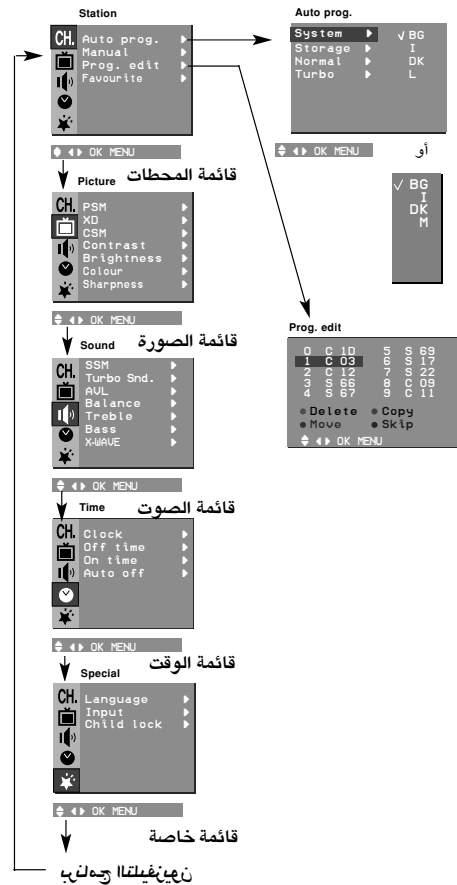 Station
CH. Auto prog.
Manual
Prog. edit
Favourite
OK MENU
قائمة المحطات
Picture
CH. PSM
XD
CSM
Contrast
Brightness
Colour
Sharpness
OK MENU
قائمة الصورة
Sound
CH. SSM
Turbo Snd.
AVL
Balance
Treble
Bass
X-WAVE
OK MENU
قائمة الصوت
Time
CH. Clock
Off time
On time
Auto off
OK MENU
قائمة الوقت
Special
CH. Language
Input
Child lock
OK MENU
قائمة خاصة
Auto prog.
System √ BG
Storage I
Normal DK
Turbo L
OK MENU
أو
√ BG
I
DK
M
Prog. edit
0 C 10 5 S 69
1 C 03 6 S 17
2 C 12 7 S 22
3 S 66 8 C 09
4 S 67 9 C 11
Delete Copy
Move Skip
OK MENU